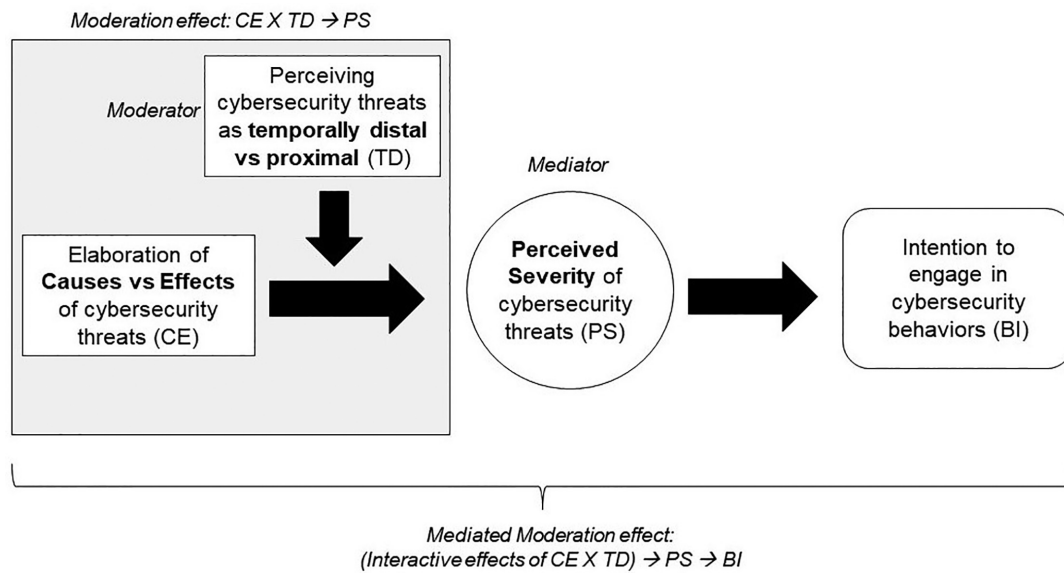 Moderation effect: CE X TD → PS
Moderator
Perceiving
cybersecurity threats
as temporally distal
vs proximal (TD)
Elaboration of
Causes vs Effects
of cybersecurity
threats (CE)
Mediator
Perceived
Severity of
cybersecurity
threats (PS)
Intention to
engage in
cybersecurity
behaviors (BI)
Mediated Moderation effect:
(Interactive effects of CE X TD) → PS → BI